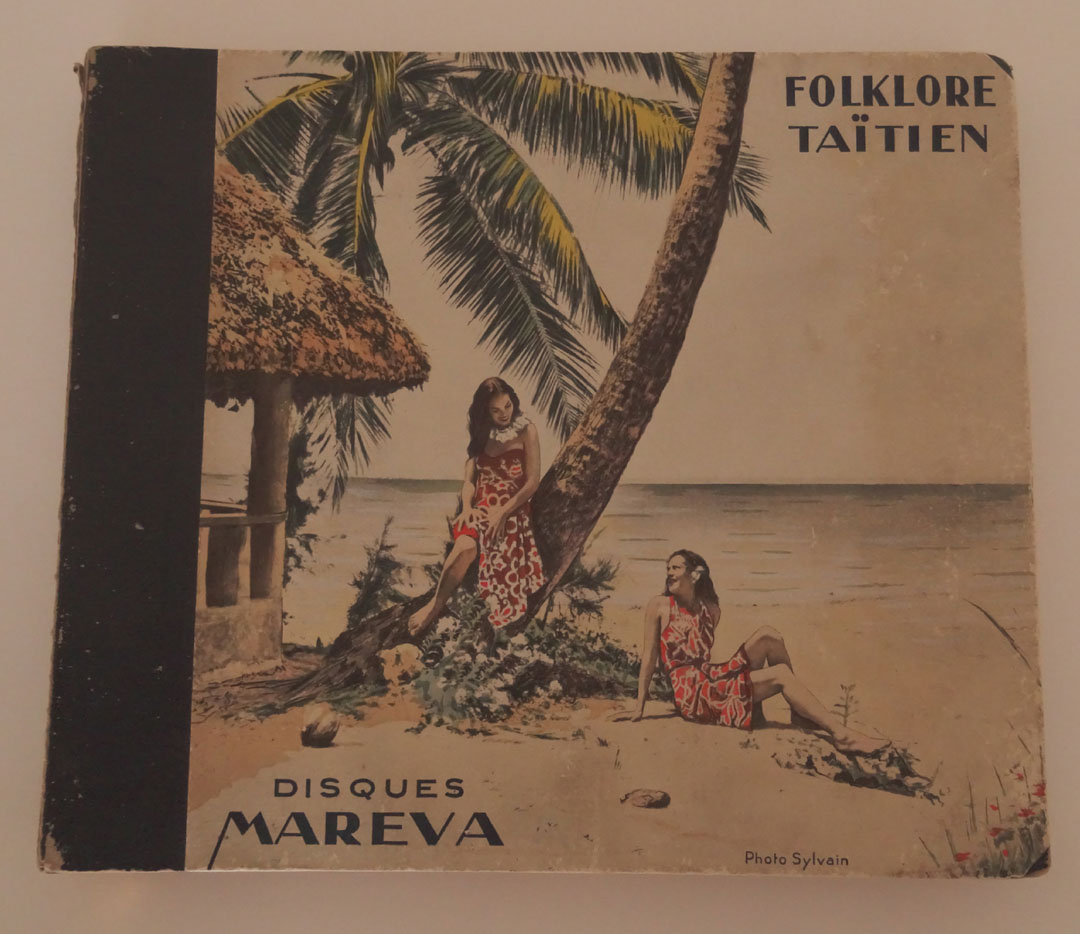 FOLKLORE
TAÏTIEN
DISQUES
MAREVA
Photo Sylvain